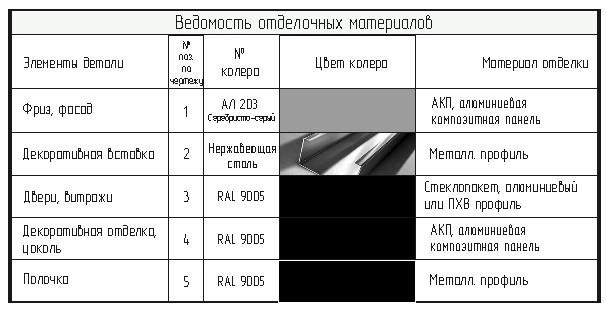 Ведомость отделочных материалов
Элементы детали
№
поз.
по
чертежу
№
колера
Цвет колера
Материал отделки
Фриз, фасад
1
АЛ 203
Серебристо-серый
АКП, алюминиевая
композитная панель
Декоративная вставка
2
Нержавеющая
сталь
Металл. профиль
Двери, витражи
3
RAL 9005
Стеклопакет, алюминиевый
или ПХВ профиль
Декоративная отделка,
цоколь
4
RAL 9005
АКП, алюминиевая
композитная панель
Полочка
5
RAL 9005
Металл. профиль